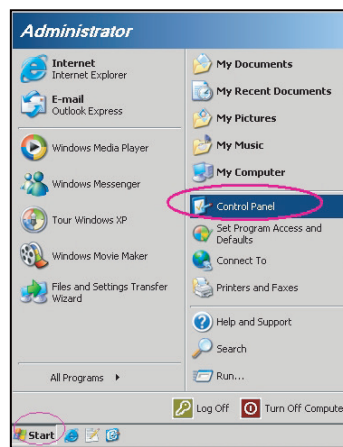 Administrator
Internet
Internet Explorer
E-mail
Outlook Express
Windows Media Player
Windows Messenger
Tour Windows XP
Windows Movie Maker
Files and Settings Transfer
Wizard
All Programs
My Documents
My Recent Documents
My Pictures
My Music
My Computer
Control Panel
Set Program Access and
Defaults
Connect To
Printers and Faxes
Help and Support
Search
Run...
Log Off
Turn Off Compute
Start